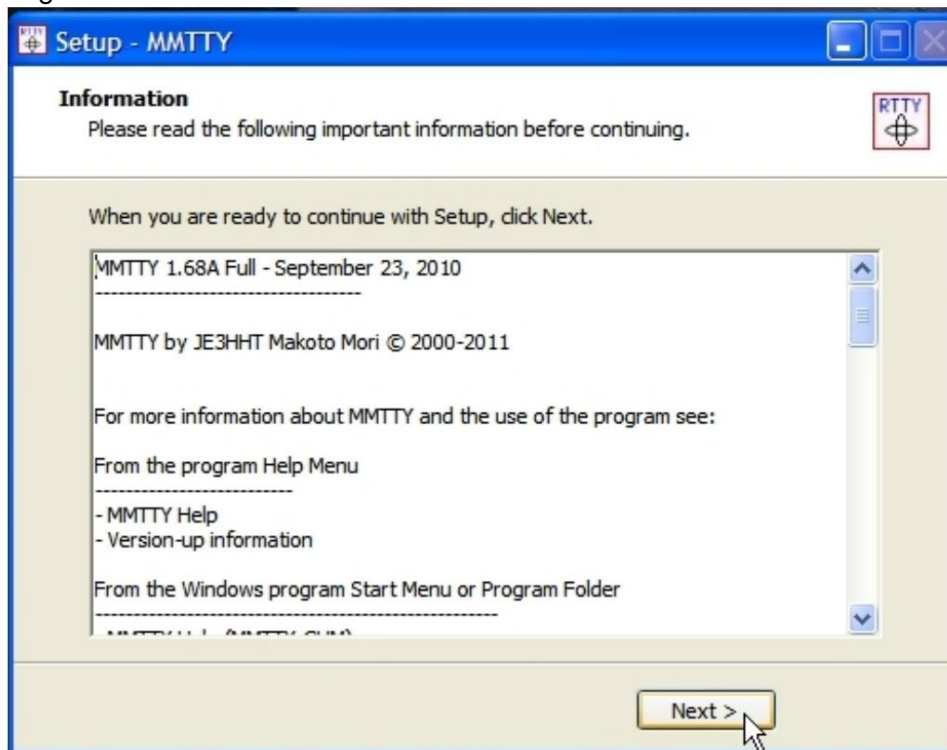 Setup - MMTTY
Information
Please read the following important information before continuing.
RTTY
When you are ready to continue with Setup, click Next.
MMTTY 1.68A Full - September 23, 2010
-----------------------------------
MMTTY by JE3HHT Makoto Mori © 2000-2011
For more information about MMTTY and the use of the program see:
From the program Help Menu
--------------------------
- MMTTY Help
- Version-up information
From the Windows program Start Menu or Program Folder
-----------------------------------------------------
Next >